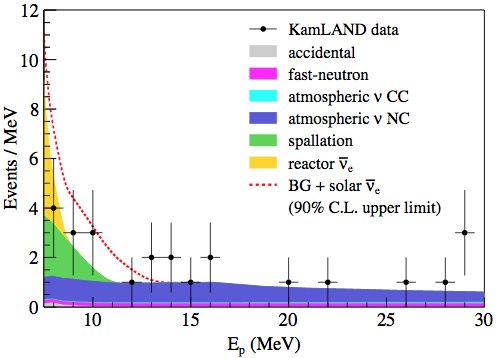 12
10
8
6
4
2
0
Events / MeV
KamLAND data
accidental
fast-neutron
atmospheric ν CC
atmospheric ν NC
spallation
reactor ν̅e
BG + solar ν̅e
(90% C.L. upper limit)
10 15 20 25 30
Ep (MeV)